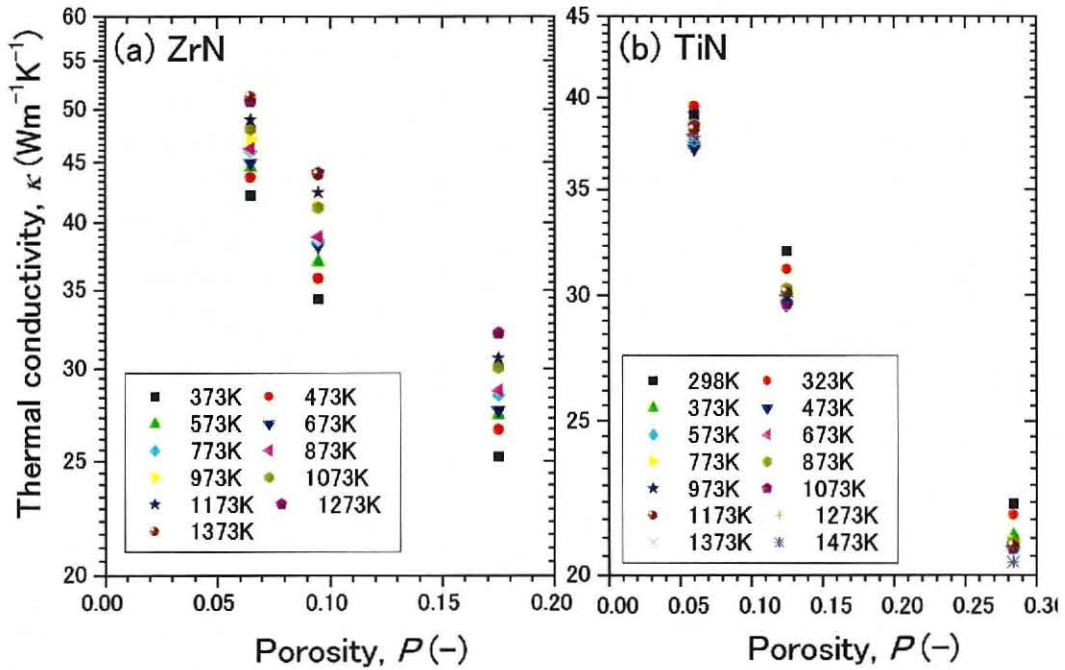 (a) ZrN
Thermal conductivity, κ (Wm⁻¹K⁻¹)
60
50
45
40
35
30
25
20
373K 473K
573K 673K
773K 873K
973K 1073K
1173K 1273K
1373K
0.00 0.05 0.10 0.15 0.20
Porosity, P (-)
(b) TiN
45
40
35
30
25
20
298K 323K
373K 473K
573K 673K
773K 873K
973K 1073K
1173K 1273K
1373K 1473K
0.00 0.05 0.10 0.15 0.20 0.25 0.30
Porosity, P (-)